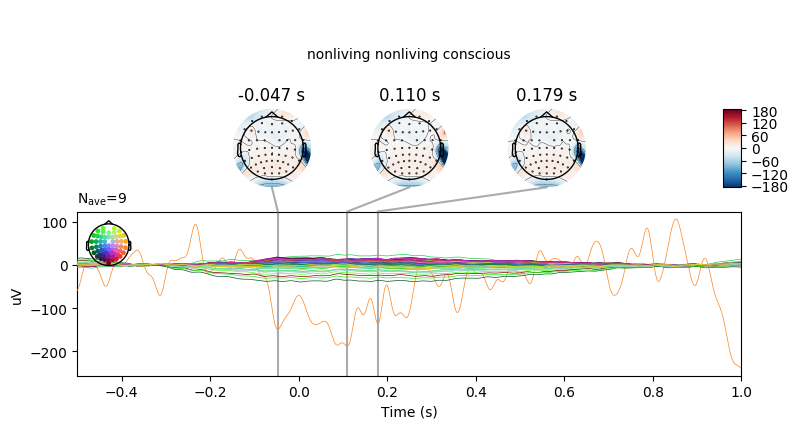 nonliving nonliving conscious
-0.047 s 0.110 s 0.179 s
180
120
60
0
−60
−120
−180
Nave=9
100
0
−100
−200
uV
−0.4 −0.2 0.0 0.2 0.4 0.6 0.8 1.0
Time (s)